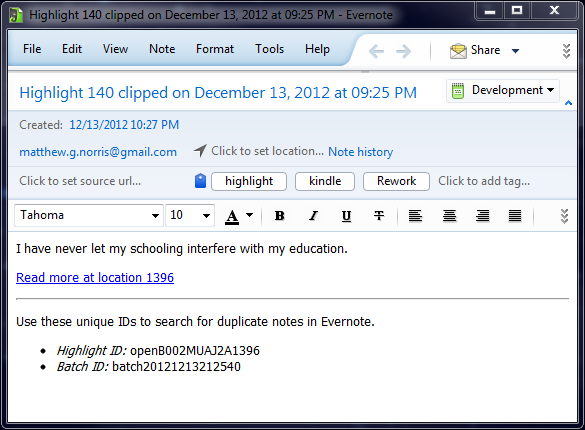 Highlight 140 clipped on December 13, 2012 at 09:25 PM - Evernote
File Edit View Note Format Tools Help Share
Highlight 140 clipped on December 13, 2012 at 09:25 PM Development
Created: 12/13/2012 10:27 PM
matthew.g.norris@gmail.com Click to set location... Note history
Click to set source url... highlight kindle Rework Click to add tag...
Tahoma 10 A B I U T
I have never let my schooling interfere with my education.
Read more at location 1396
Use these unique IDs to search for duplicate notes in Evernote.
• Highlight ID: openB002MUAJ2A1396
• Batch ID: batch20121213212540